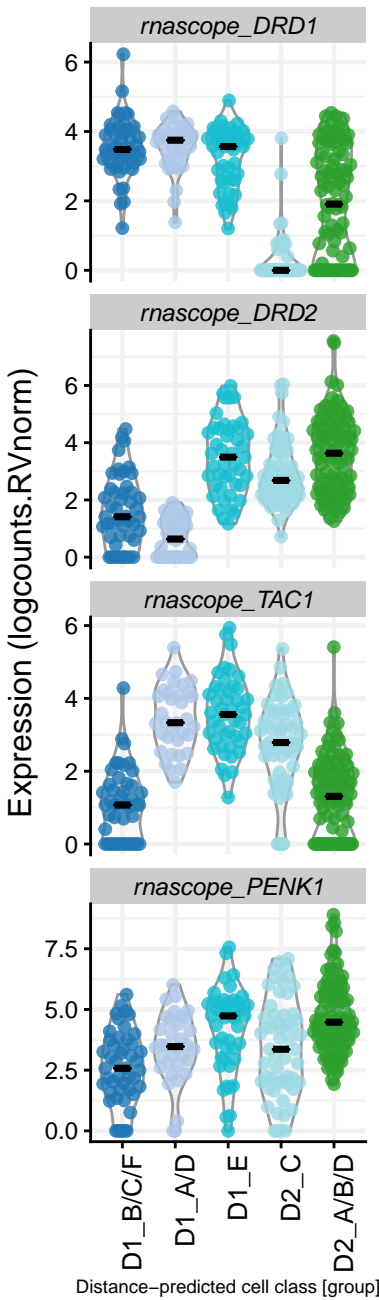 rnascope_DRD1
6
4
2
0
rnascope_DRD2
6
4
2
0
rnascope_TAC1
6
4
2
0
rnascope_PENK1
7.5
5.0
2.5
0.0
Expression (logcounts.RVnorm)
D1_B/C/F
D1_A/D
D1_E
D2_C
D2_A/B/D
Distance−predicted cell class [group]